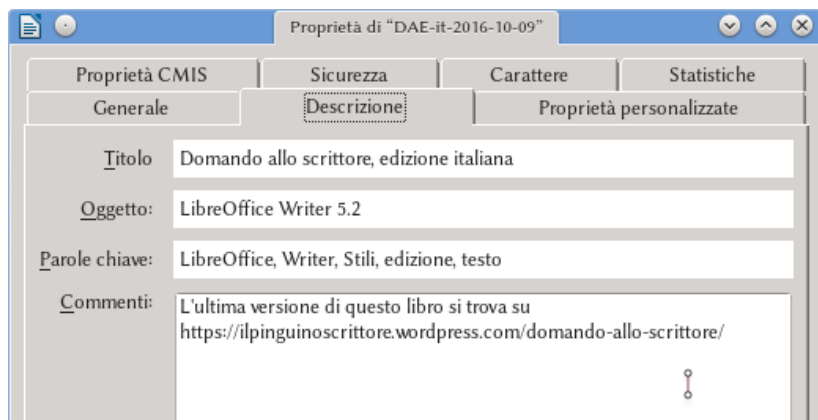 Proprietà di “DAE-it-2016-10-09”
Proprietà CMIS Sicurezza Carattere Statistiche
Generale Descrizione Proprietà personalizzate
Titolo Domando allo scrittore, edizione italiana
Oggetto: LibreOffice Writer 5.2
Parole chiave: LibreOffice, Writer, Stili, edizione, testo
Commenti: L'ultima versione di questo libro si trova su
https://ilpinguinoscrittore.wordpress.com/domando-allo-scrittore/